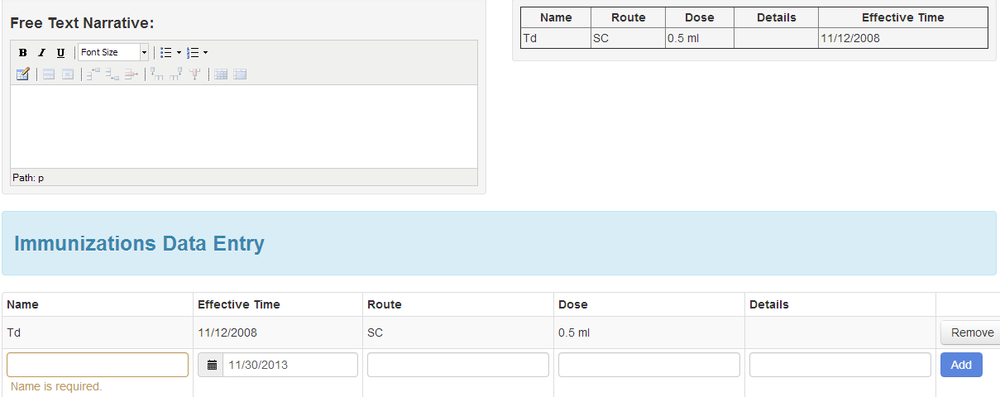 Free Text Narrative:
B I U Font Size
Path: p
Name Route Dose Details Effective Time
Td SC 0.5 ml 11/12/2008
Immunizations Data Entry
Name Effective Time Route Dose Details
Td 11/12/2008 SC 0.5 ml Remove
11/30/2013 Add
Name is required.